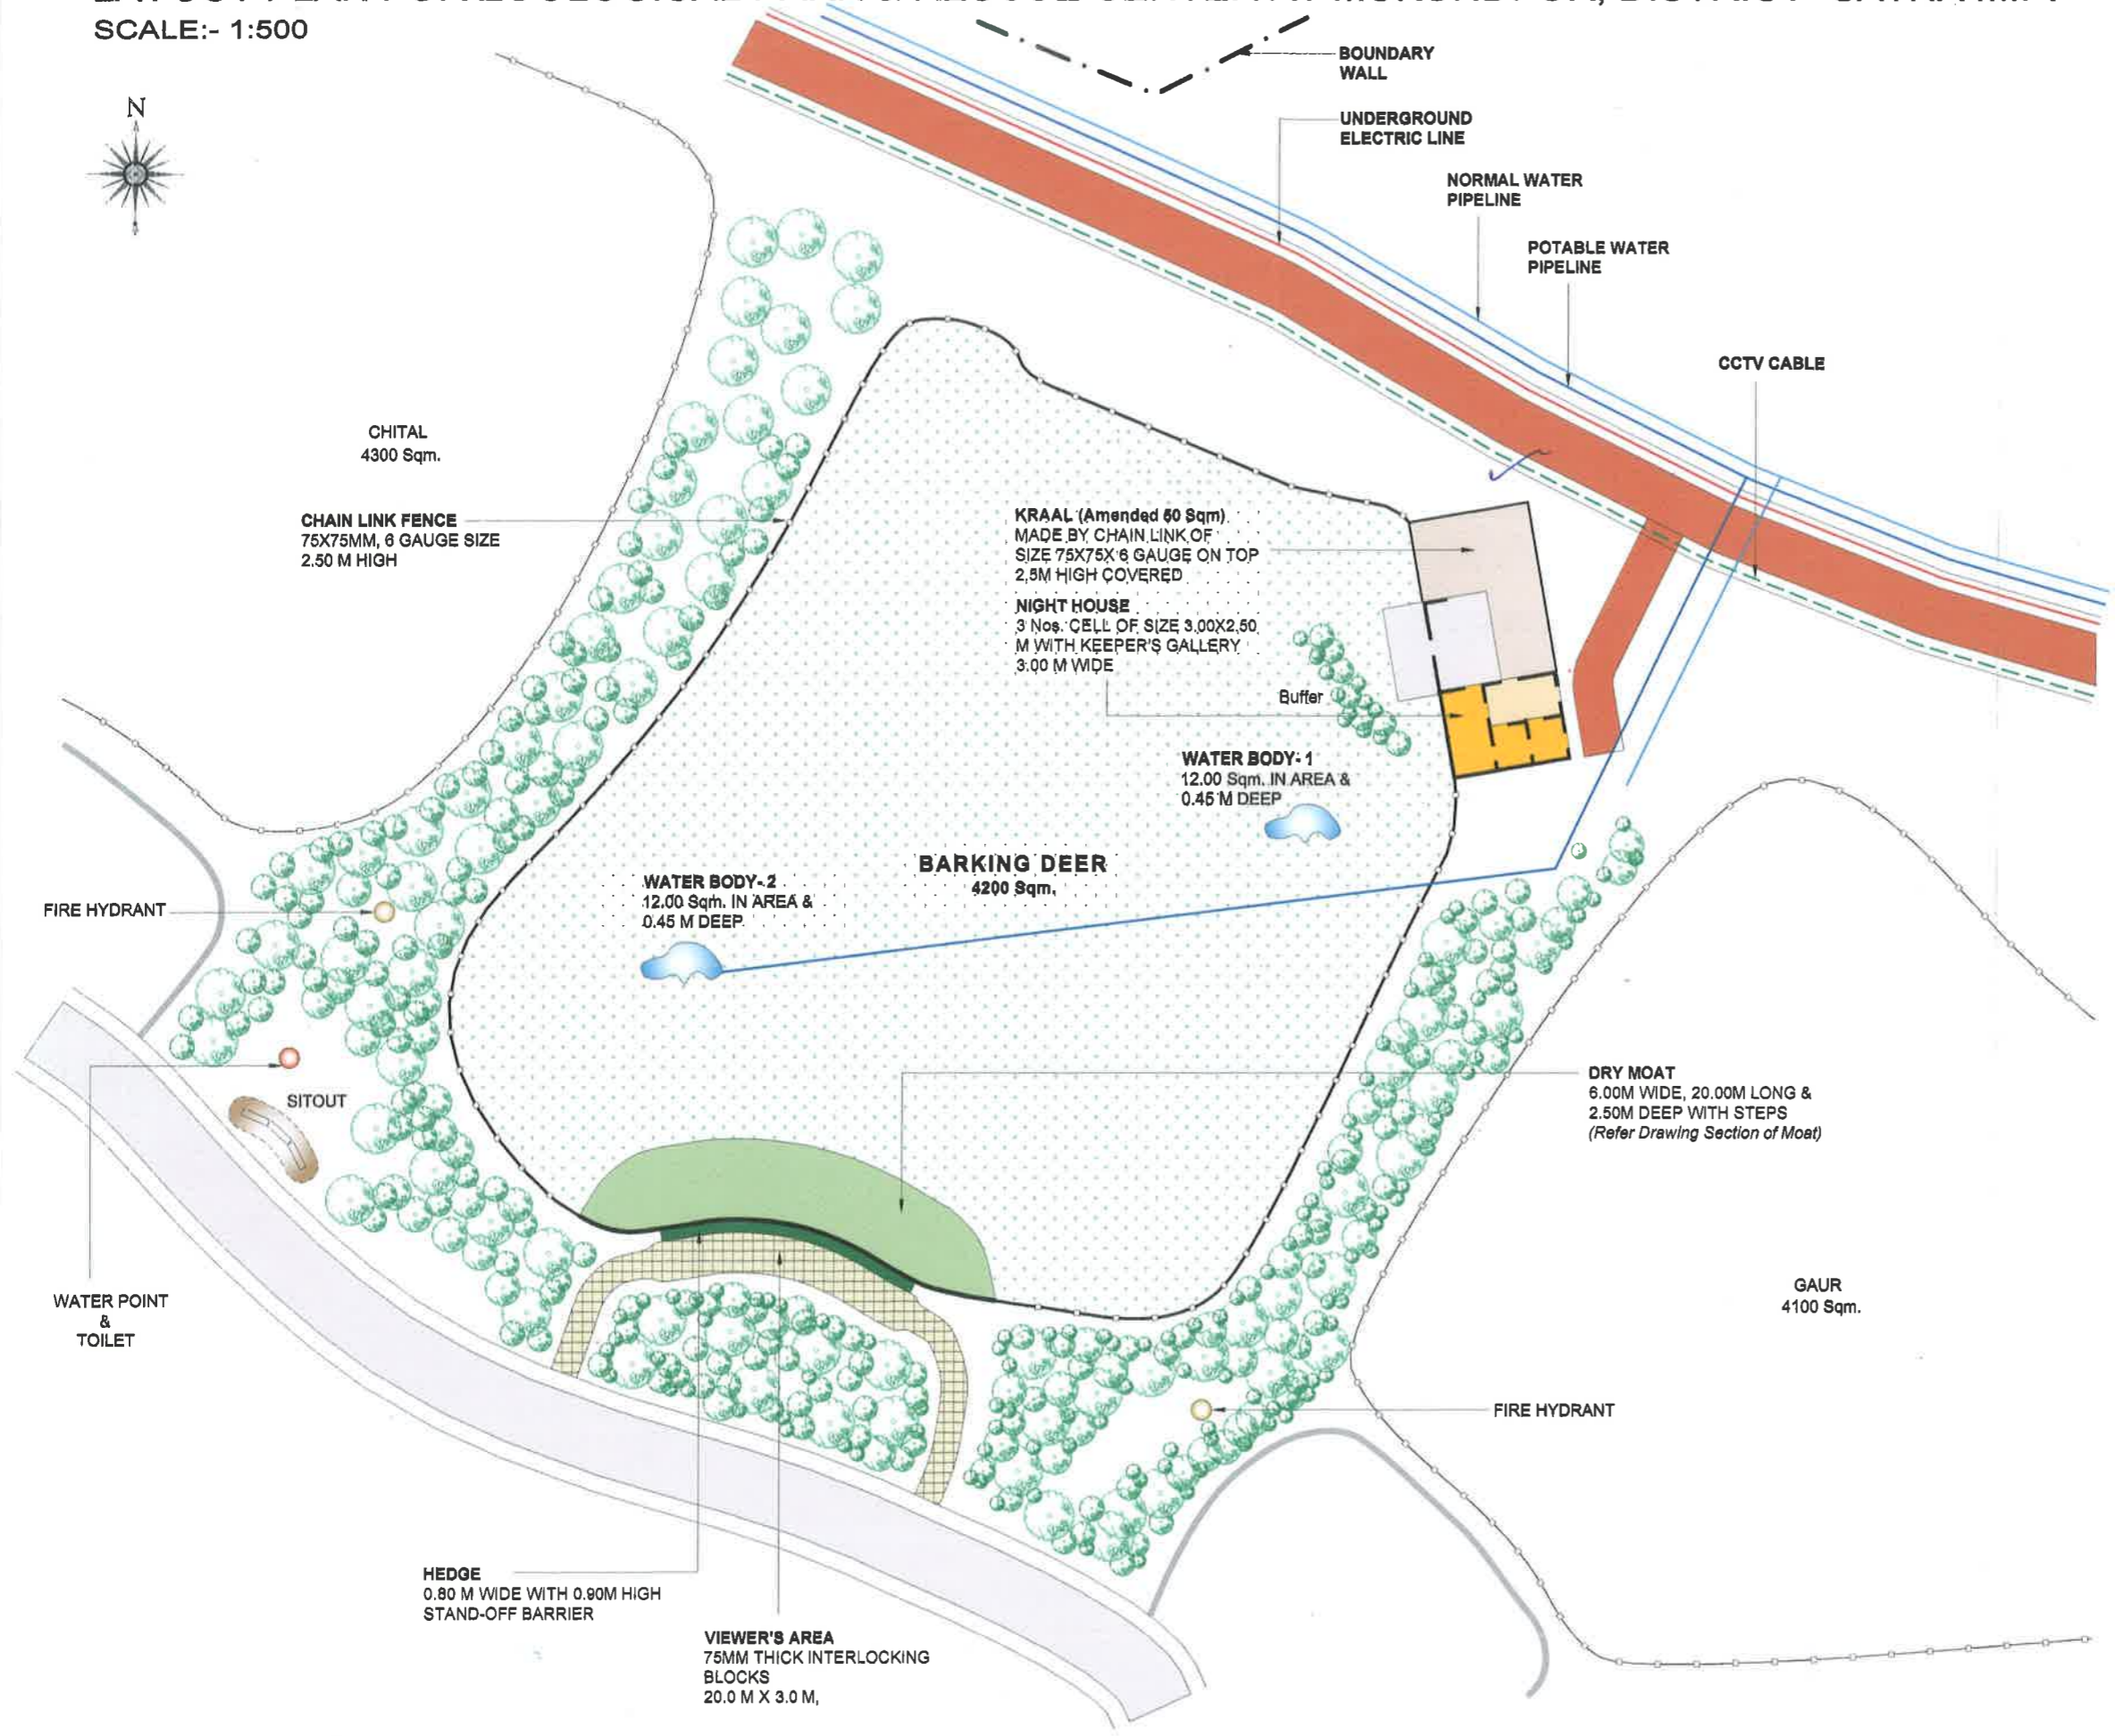 SCALE:- 1:500
N
BOUNDARY
WALL
UNDERGROUND
ELECTRIC LINE
NORMAL WATER
PIPELINE
POTABLE WATER
PIPELINE
CCTV CABLE
CHITAL
4300 Sqm.
CHAIN LINK FENCE
75X75MM, 6 GAUGE SIZE
2.50 M HIGH
KRAAL (Amended 60 Sqm)
MADE BY CHAIN LINK OF
SIZE 75X75X 6 GAUGE ON TOP
2,5M HIGH COVERED
NIGHT HOUSE
3 Nos. CELL OF SIZE 3.00X2,50
M WITH KEEPER'S GALLERY
3.00 M WIDE
Buffer
WATER BODY- 1
12.00 Sqm. IN AREA &
0.45 M DEEP
BARKING DEER
4200 Sqm.
WATER BODY- 2
12.00 Sqm. IN AREA &
0.45 M DEEP
FIRE HYDRANT
SITOUT
DRY MOAT
6.00M WIDE, 20.00M LONG &
2.50M DEEP WITH STEPS
(Refer Drawing Section of Moat)
WATER POINT
&
TOILET
GAUR
4100 Sqm.
FIRE HYDRANT
HEDGE
0.80 M WIDE WITH 0.90M HIGH
STAND-OFF BARRIER
VIEWER'S AREA
75MM THICK INTERLOCKING
BLOCKS
20.0 M X 3.0 M,